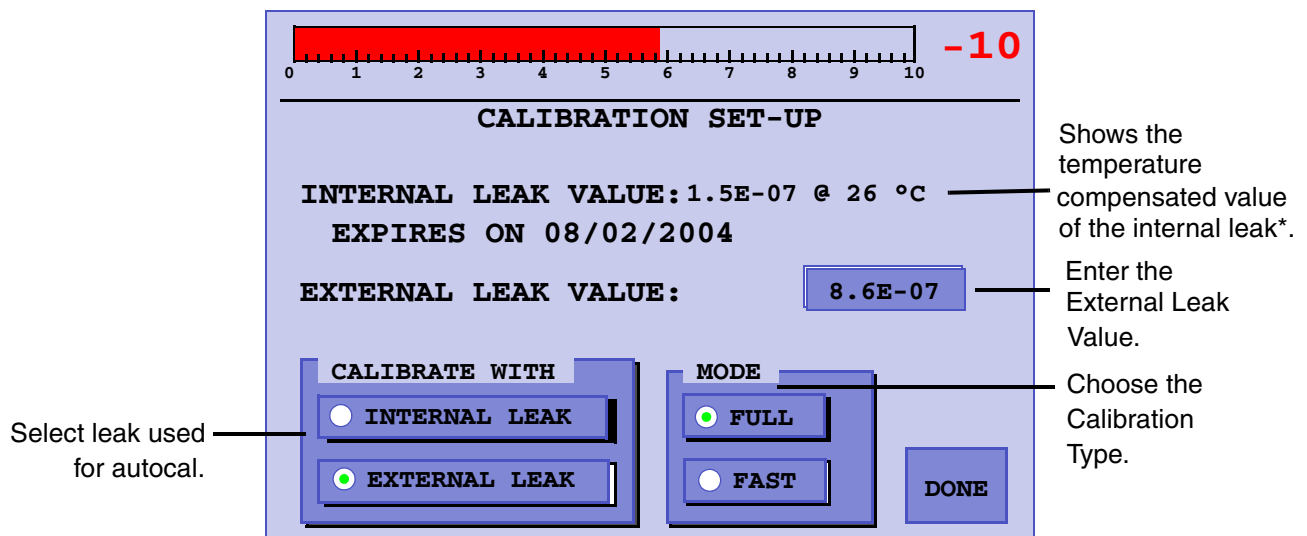 -10
0 1 2 3 4 5 6 7 8 9 10
CALIBRATION SET-UP
INTERNAL LEAK VALUE: 1.5E-07 @ 26 ºC
EXPIRES ON 08/02/2004
EXTERNAL LEAK VALUE: 8.6E-07
CALIBRATE WITH
INTERNAL LEAK
EXTERNAL LEAK
MODE
FULL
FAST
DONE
Shows the
temperature
compensated value
of the internal leak*.
Enter the
External Leak
Value.
Choose the
Calibration
Type.
Select leak used
for autocal.